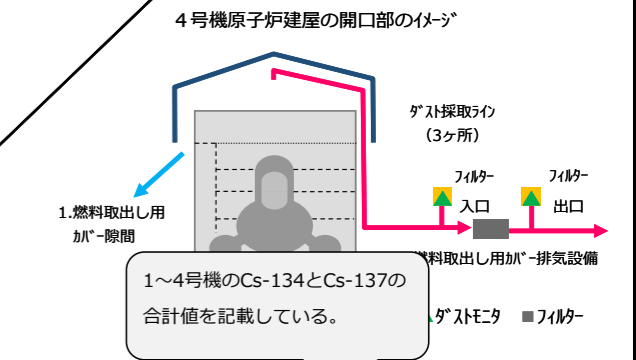 ４号機原子炉建屋の開口部のｲﾒｰｼﾞ
ﾀﾞｽﾄ採取ﾗｲﾝ
（3ヶ所）
ﾌｨﾙﾀｰ
入口
ﾌｨﾙﾀｰ
出口
1.燃料取出し用
ｶﾊﾞｰ隙間
燃料取出し用ｶﾊﾞｰ排気設備
1～4号機のCs-134とCs-137の
合計値を記載している。
ﾀﾞｽﾄﾓﾆﾀ ■ﾌｨﾙﾀｰ